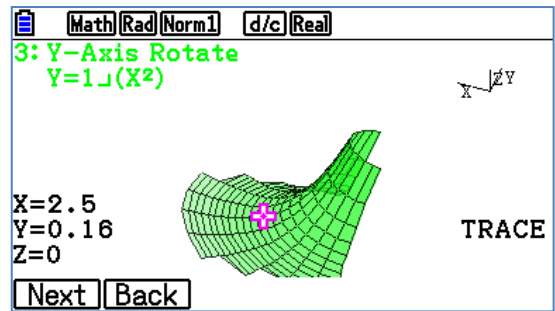 Math Rad Norm1 d/c Real
3: Y-Axis Rotate
Y=1⌟(X²)
X Z Y
X=2.5
Y=0.16
Z=0
TRACE
Next Back